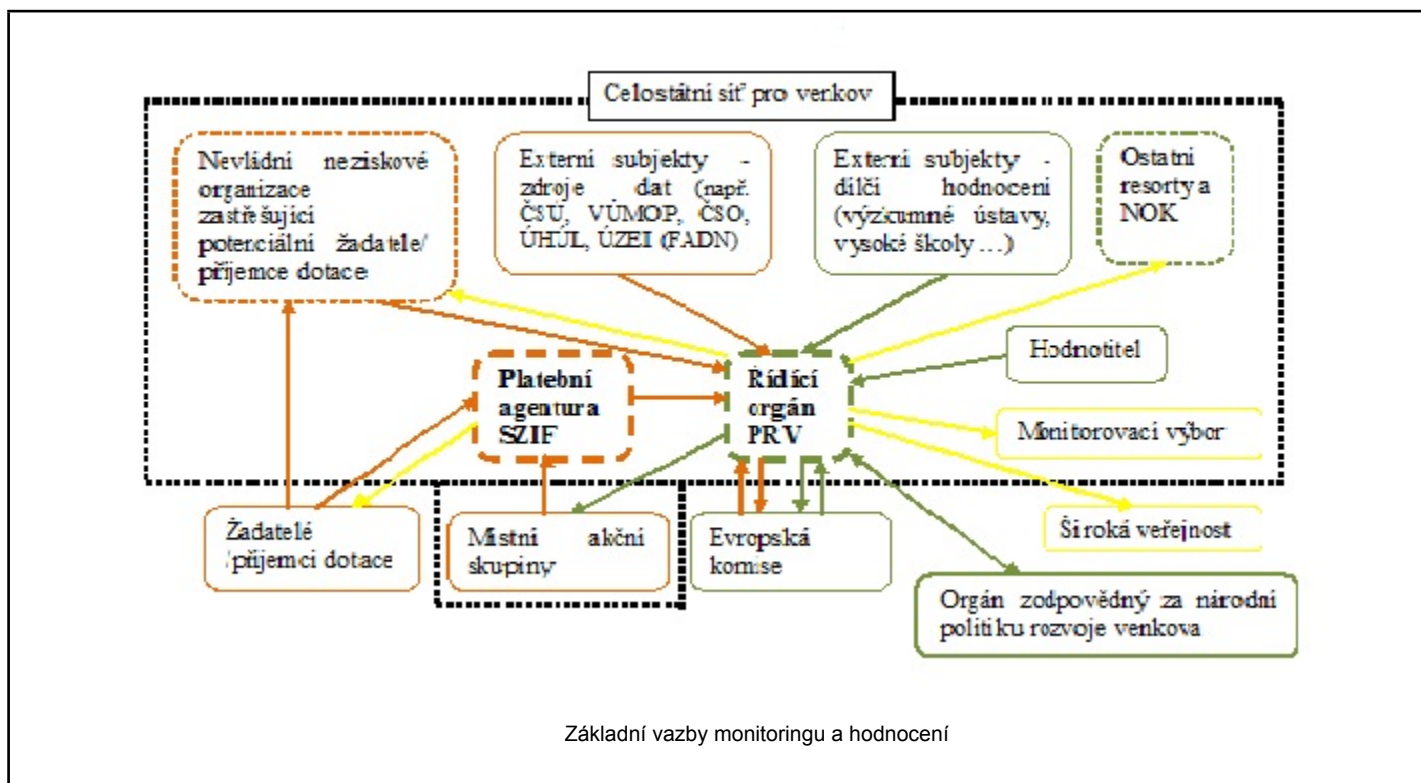 Celostátní síť pro venkov
Nevládní neziskové
organizace
zastřešující
potenciální žadatele/
příjemce dotace
Externí subjekty -
zdroje dat (např.
ČSÚ, VÚMOP, ČSO,
ÚHÚL, ÚZEI (FADN)
Externí subjekty -
dílčí hodnocení
(výzkumné ústavy,
vysoké školy …)
Ostatní
resorty a
NOK
Hodnotitel
Platební
agentura
SZIF
Řídící
orgán
PRV
Monitorovací výbor
Žadatelé
/příjemci dotace
Místní akční
skupiny
Evropská
komise
Široká veřejnost
Orgán zodpovědný za národní
politiku rozvoje venkova
Základní vazby monitoringu a hodnocení